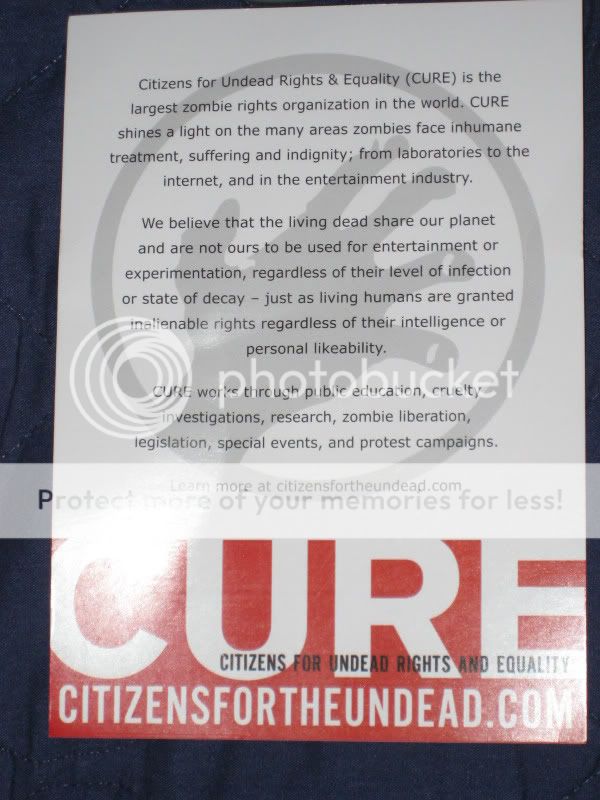 Citizens for Undead Rights & Equality (CURE) is the
largest zombie rights organization in the world. CURE
shines a light on the many areas zombies face inhumane
treatment, suffering and indignity; from laboratories to the
internet, and in the entertainment industry.
We believe that the living dead share our planet
and are not ours to be used for entertainment or
experimentation, regardless of their level of infection
or state of decay – just as living humans are granted
inalienable rights regardless of their intelligence or
personal likeability.
photobucket
CURE works through public education, cruelty
investigations, research, zombie liberation,
legislation, special events, and protest campaigns.
Learn more at citizensfortheundead.com
Protect more of your memories for less!
CURE
CITIZENS FOR UNDEAD RIGHTS AND EQUALITY
CITIZENSFORTHEUNDEAD.COM